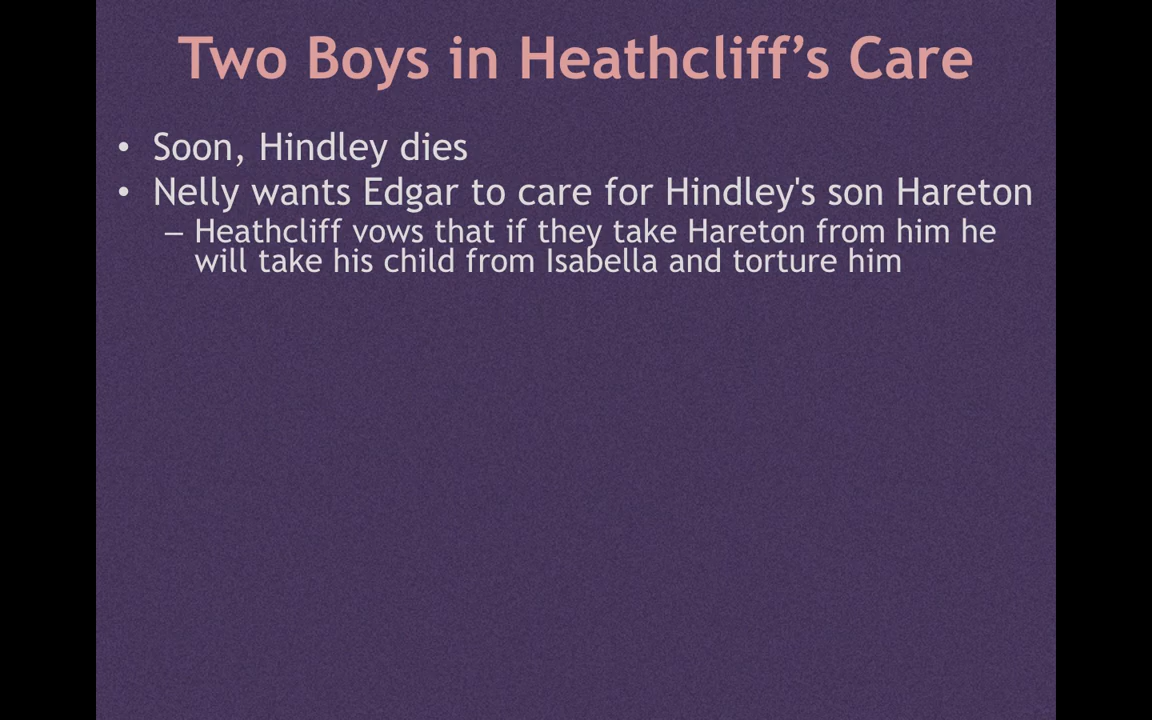 Two Boys in Heathcliff’s Care
• Soon, Hindley dies
• Nelly wants Edgar to care for Hindley's son Hareton
– Heathcliff vows that if they take Hareton from him he
will take his child from Isabella and torture him